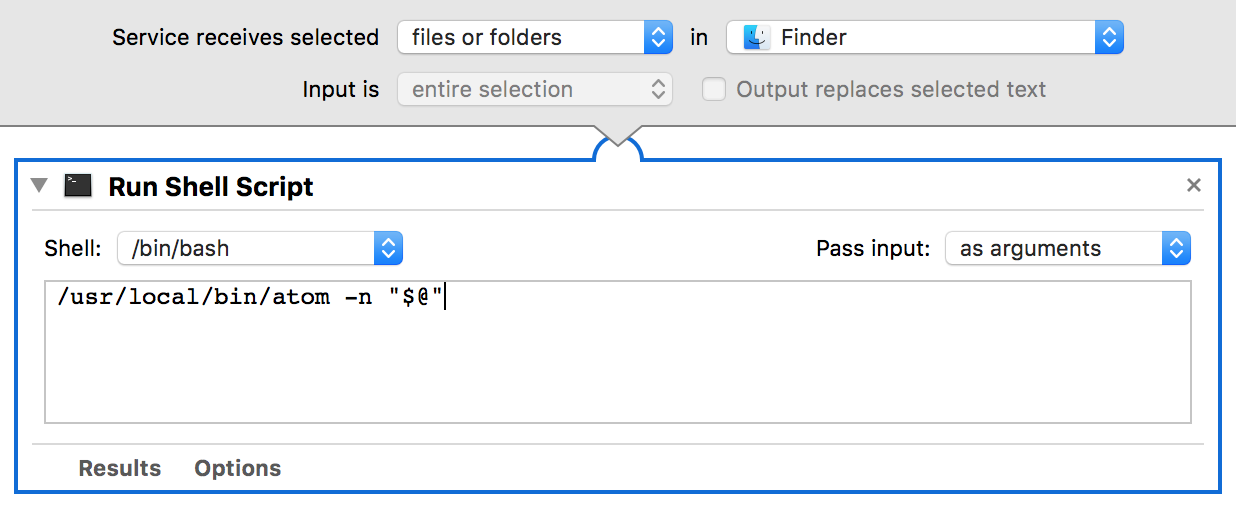 Service receives selected files or folders in Finder
Input is entire selection Output replaces selected text
>_ Run Shell Script
Shell: /bin/bash Pass input: as arguments
/usr/local/bin/atom -n "$@"
Results Options